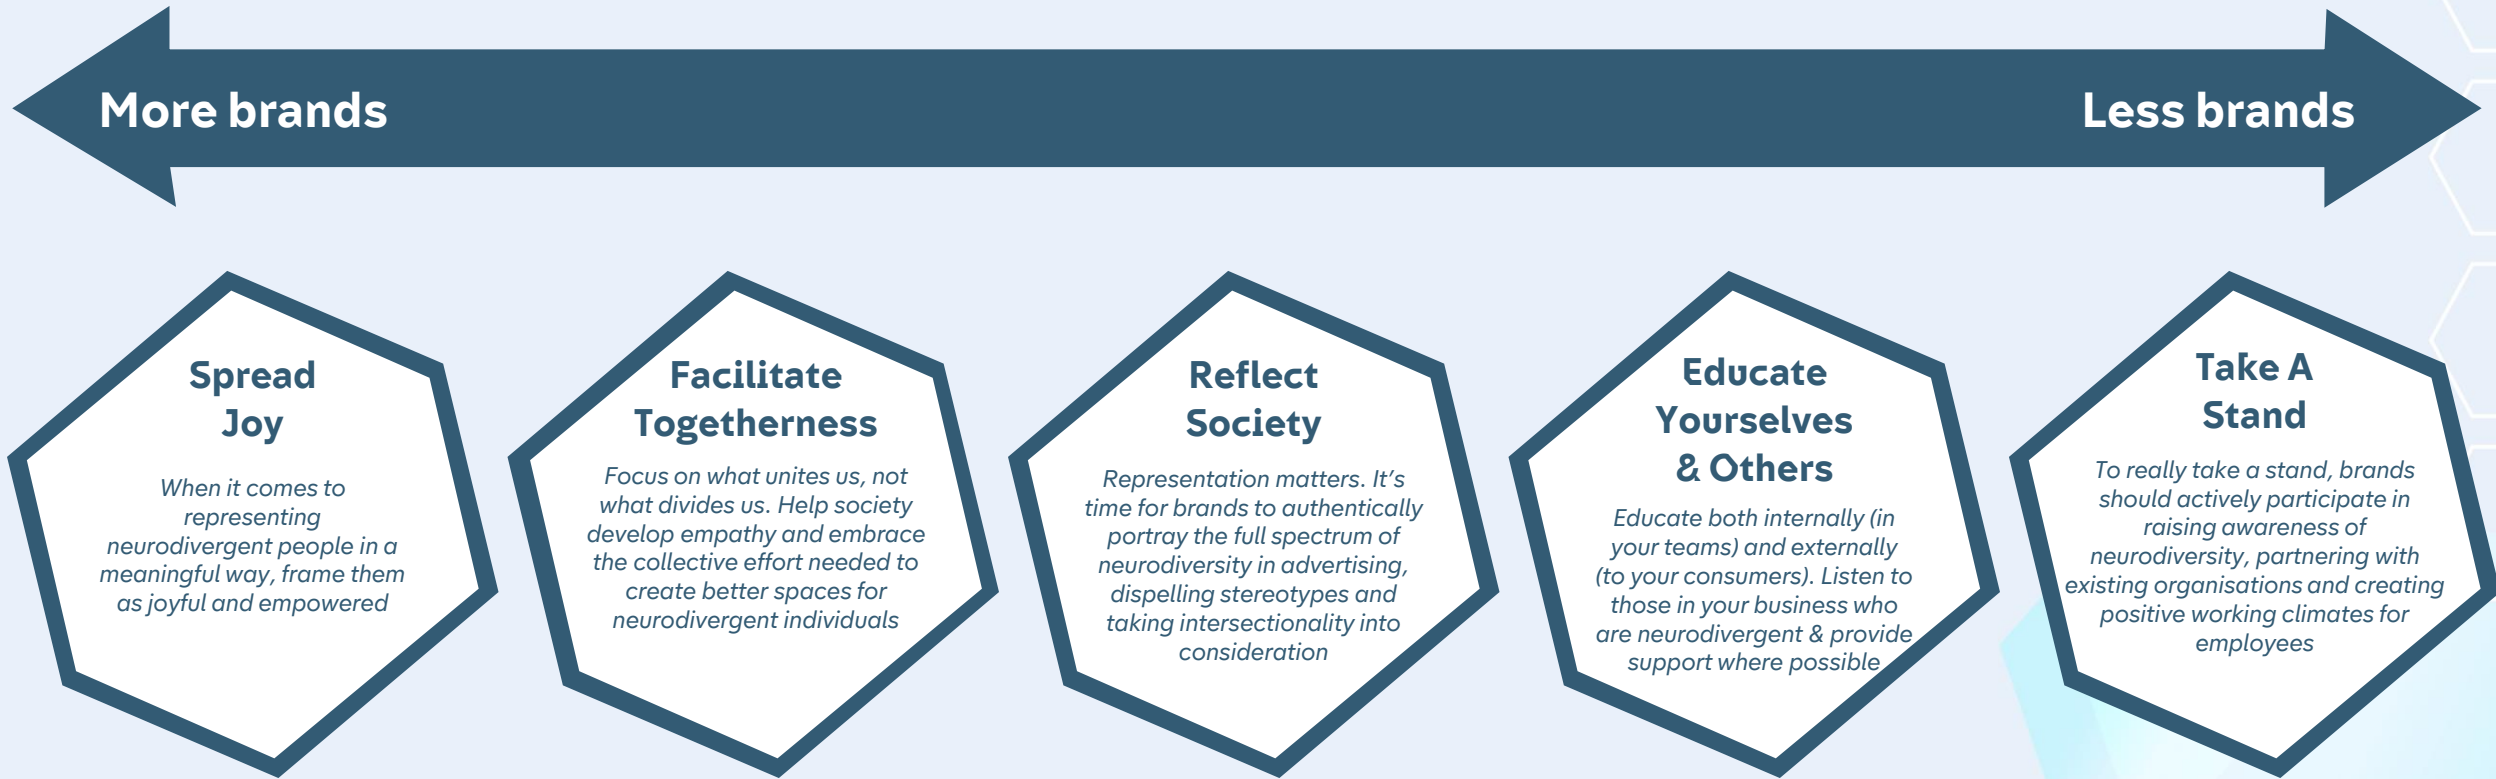 More brands
Less brands
Spread
Joy
When it comes to
representing
neurodivergent people in a
meaningful way, frame them
as joyful and empowered
Facilitate
Togetherness
Focus on what unites us, not
what divides us. Help society
develop empathy and embrace
the collective effort needed to
create better spaces for
neurodivergent individuals
Reflect
Society
Representation matters. It’s
time for brands to authentically
portray the full spectrum of
neurodiversity in advertising,
dispelling stereotypes and
taking intersectionality into
consideration
Educate
Yourselves
& Others
Educate both internally (in
your teams) and externally
(to your consumers). Listen to
those in your business who
are neurodivergent & provide
support where possible
Take A
Stand
To really take a stand, brands
should actively participate in
raising awareness of
neurodiversity, partnering with
existing organisations and creating
positive working climates for
employees